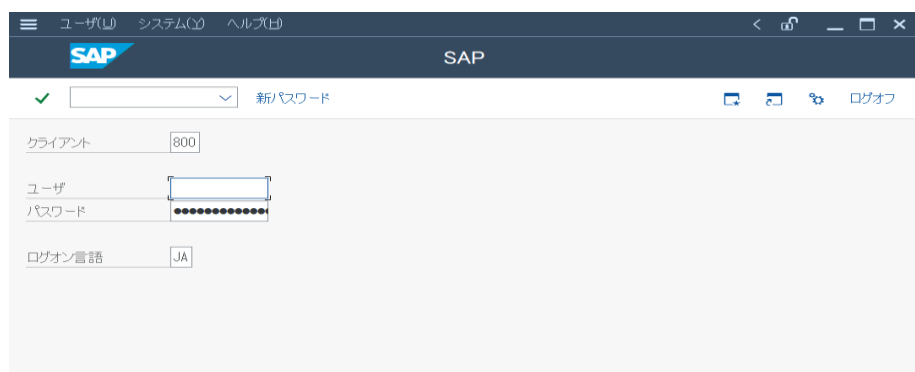 ユーザ(U) システム(Y) ヘルプ(H)
SAP SAP
新パスワード ログオフ
クライアント 800
ユーザ
パスワード
ログオン言語 JA